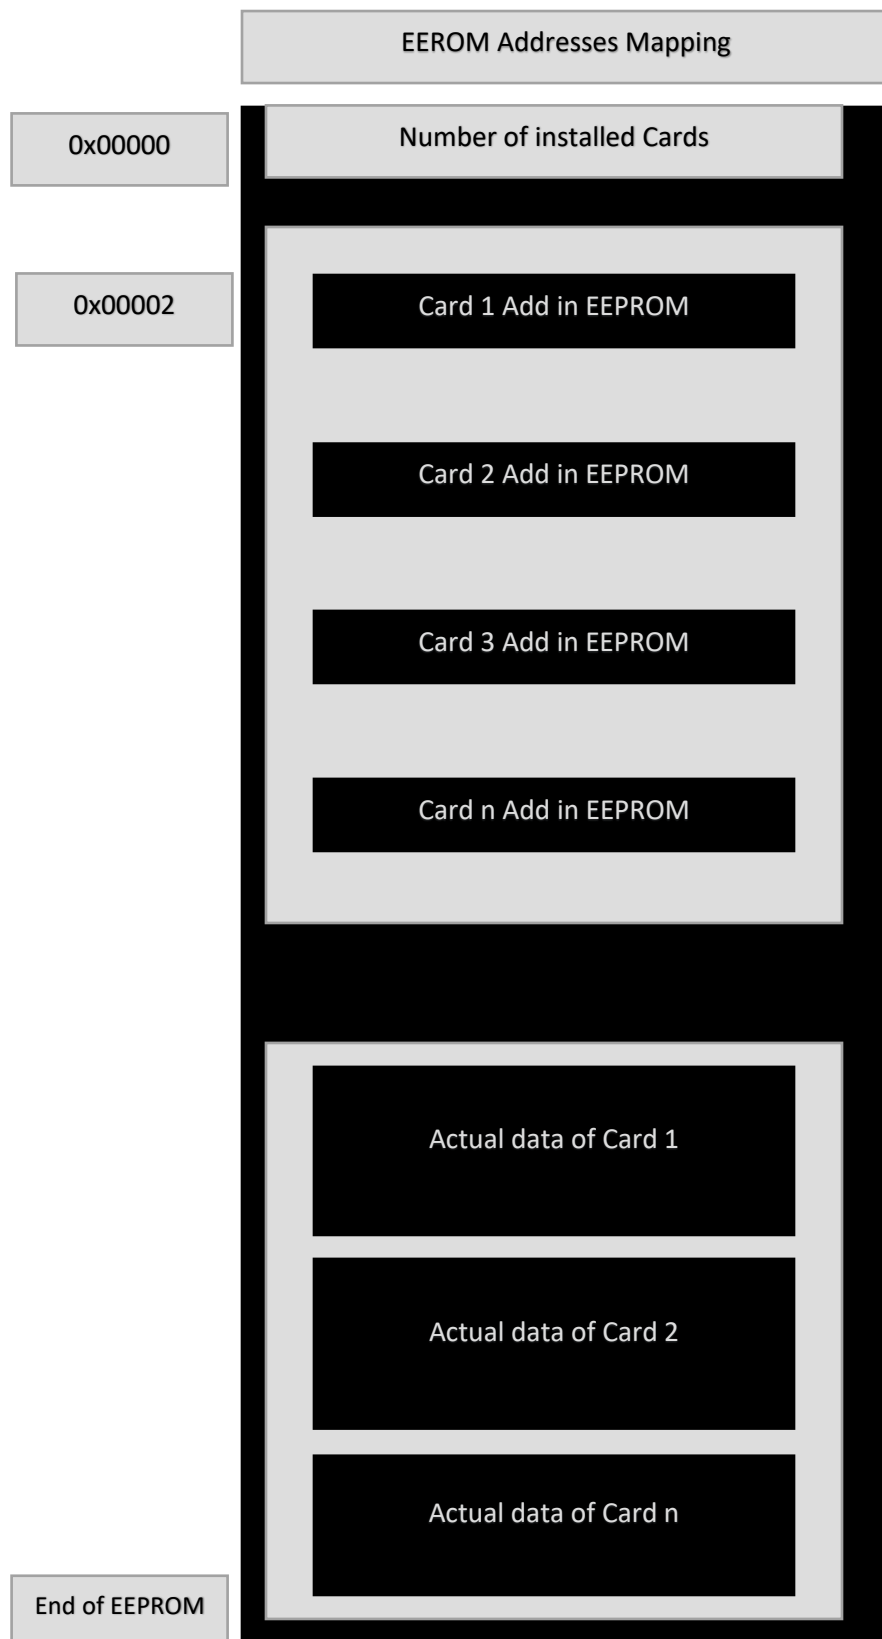 EEROM Addresses Mapping
0x00000
Number of installed Cards
0x00002
Card 1 Add in EEPROM
Card 2 Add in EEPROM
Card 3 Add in EEPROM
Card n Add in EEPROM
Actual data of Card 1
Actual data of Card 2
Actual data of Card n
End of EEPROM